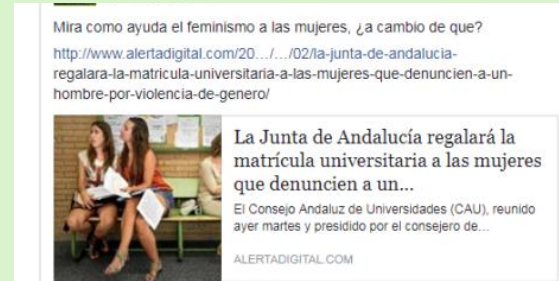 Mira como ayuda el feminismo a las mujeres, ¿a cambio de que?
http://www.alertadigital.com/20.../.../02/la-junta-de-andalucia-
regalara-la-matricula-universitaria-a-las-mujeres-que-denuncien-a-un-
hombre-por-violencia-de-genero/
La Junta de Andalucía regalará la
matrícula universitaria a las mujeres
que denuncien a un...
El Consejo Andaluz de Universidades (CAU), reunido
ayer martes y presidido por el consejero de...
ALERTADIGITAL.COM